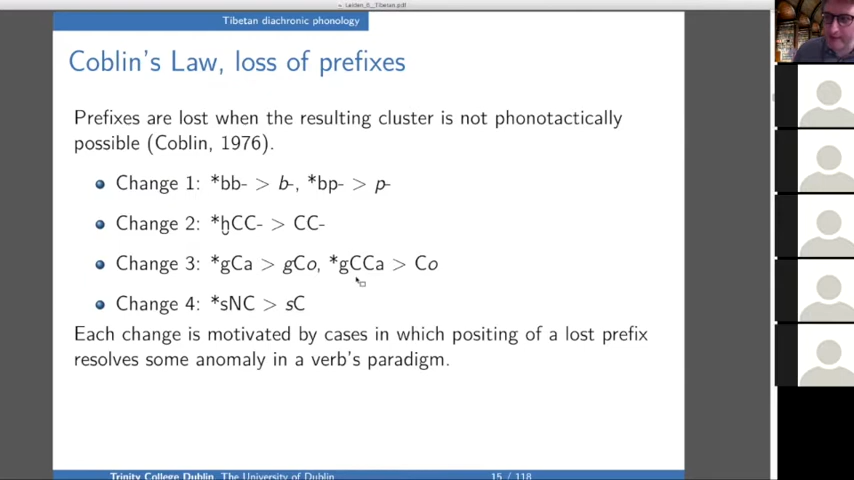 Leiden_II__Tibetan.pdf
Tibetan diachronic phonology
Coblin's Law, loss of prefixes
Prefixes are lost when the resulting cluster is not phonotactically
possible (Coblin, 1976).
Change 1: *bb- > b-, *bp- > p-
Change 2: *ḫCC- > CC-
Change 3: *gCa > gCo, *gCCa > Co
Change 4: *sNC > sC
Each change is motivated by cases in which positing of a lost prefix
resolves some anomaly in a verb's paradigm.
Trinity College Dublin, The University of Dublin
15 / 118